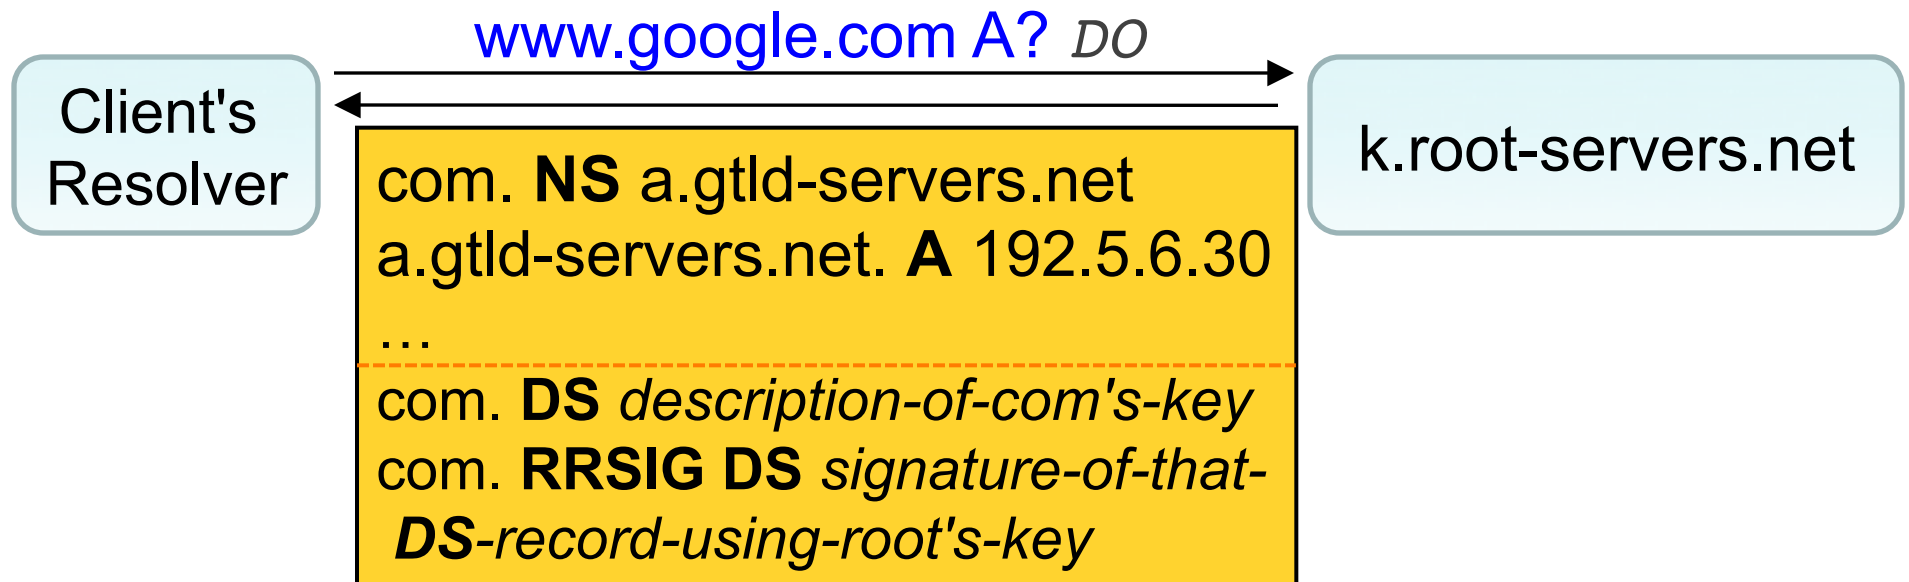 www.google.com A? DO
Client's
Resolver
k.root-servers.net
com. NS a.gtld-servers.net
a.gtld-servers.net. A 192.5.6.30
…
com. DS description-of-com's-key
com. RRSIG DS signature-of-that-
DS-record-using-root's-key